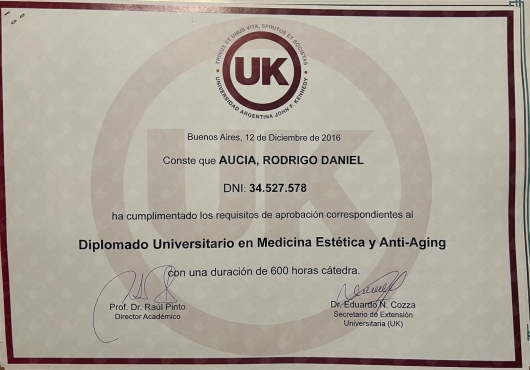 TRINUS ET UNUS VITA, SPIRITUS ET SOCIETAS
UK
UNIVERSIDAD ARGENTINA JOHN F. KENNEDY
Buenos Aires, 12 de Diciembre de 2016
Conste que AUCIA, RODRIGO DANIEL
DNI: 34.527.578
ha cumplimentado los requisitos de aprobación correspondientes al
Diplomado Universitario en Medicina Estética y Anti-Aging
con una duración de 600 horas cátedra.
Prof. Dr. Raúl Pinto
Director Académico
Dr. Eduardo N. Cozza
Secretario de Extensión
Universitaria (UK)